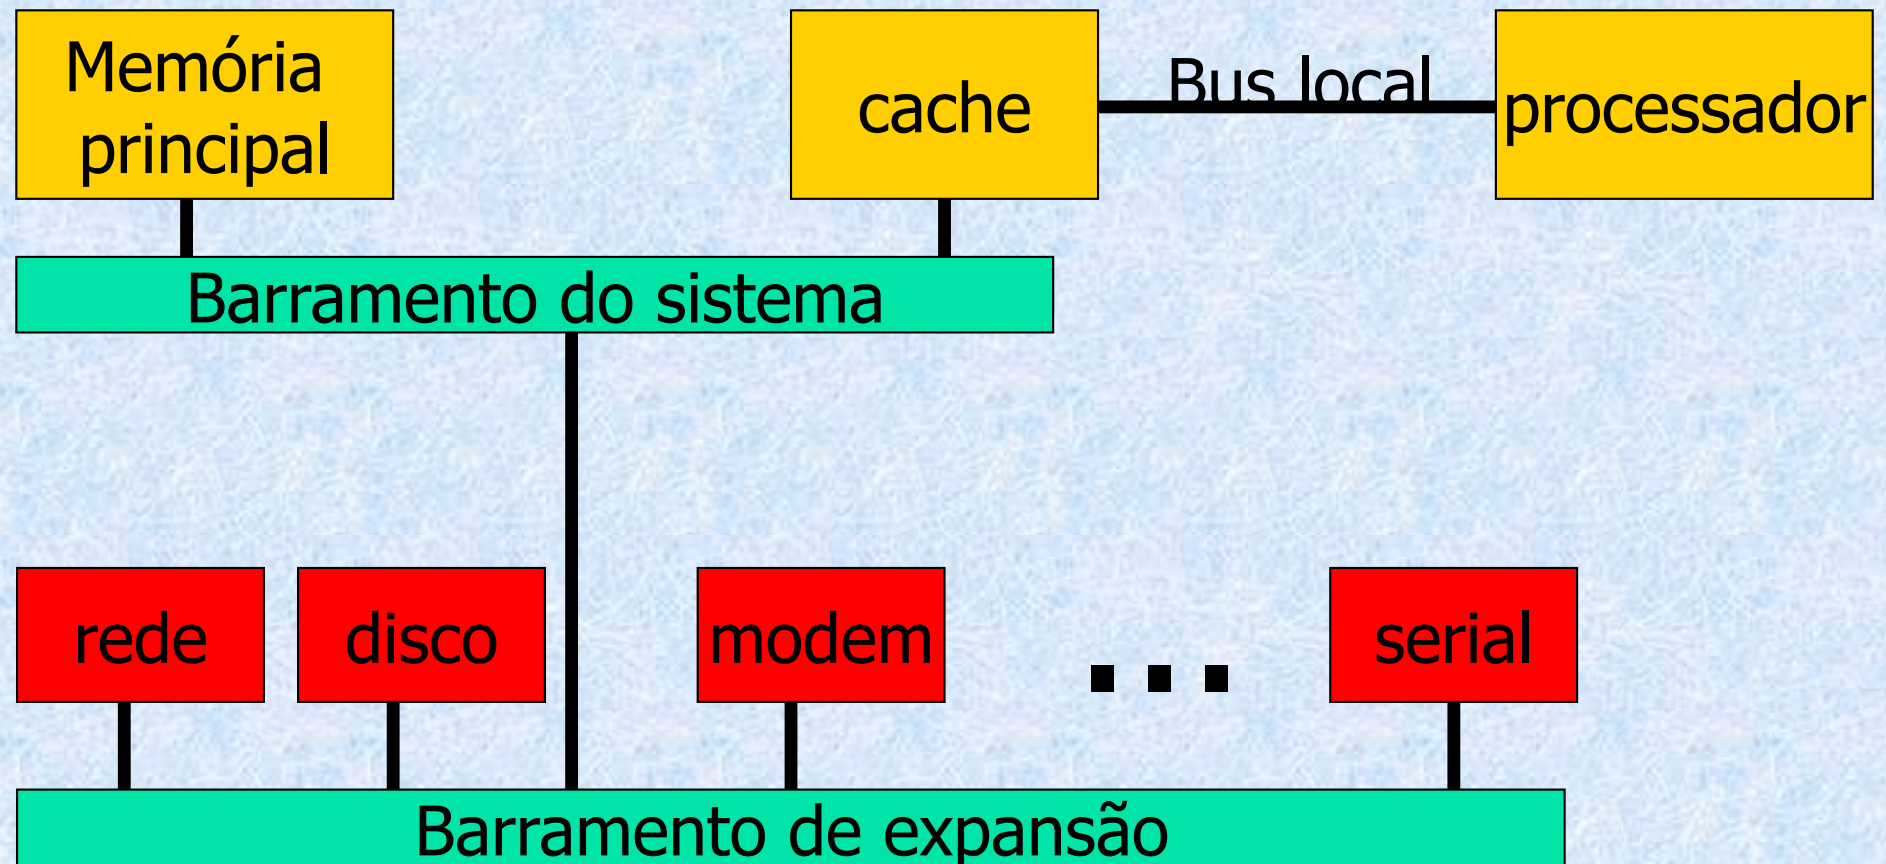 Memória
principal
cache
Bus local
processador
Barramento do sistema
rede
disco
modem
...
serial
Barramento de expansão